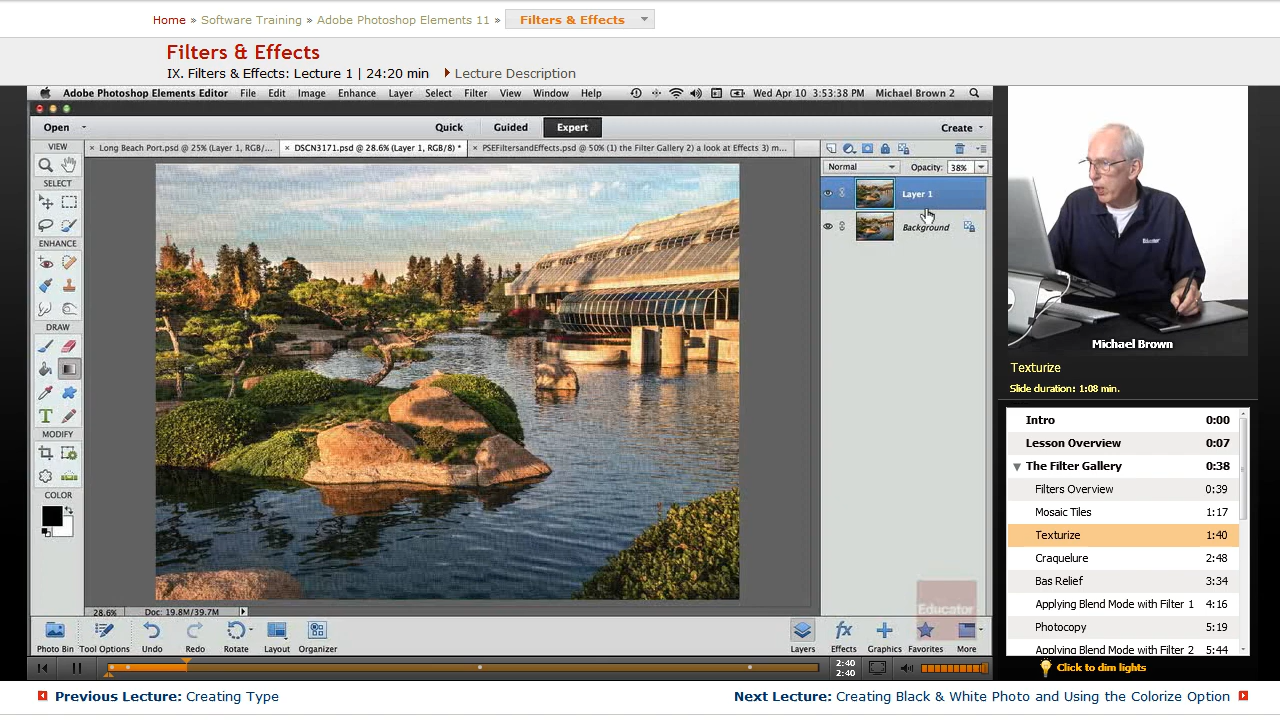 Home » Software Training » Adobe Photoshop Elements 11 » Filters & Effects
Filters & Effects
IX. Filters & Effects: Lecture 1 | 24:20 min Lecture Description
Adobe Photoshop Elements Editor File Edit Image Enhance Layer Select Filter View Window Help Wed Apr 10 3:53:38 PM Michael Brown 2
Open Quick Guided Expert Create
VIEW
Long Beach Port.psd @ 25% (Layer 1, RGB/... DSCN3171.psd @ 28.6% (Layer 1, RGB/8) * PSEFiltersandEffects.psd @ 50% (1) the Filter Gallery 2) a look at Effects 3) m...
Normal Opacity: 38%
SELECT
Layer 1
Background
ENHANCE
DRAW
T
MODIFY
COLOR
28.6% Doc: 19.8M/39.7M
Educator
Photo Bin Tool Options Undo Redo Rotate Layout Organizer Layers Effects Graphics Favorites More
fx
2:40
2:40
Educator
Michael Brown
Texturize
Slide duration: 1:08 min.
Intro 0:00
Lesson Overview 0:07
The Filter Gallery 0:38
Filters Overview 0:39
Mosaic Tiles 1:17
Texturize 1:40
Craquelure 2:48
Bas Relief 3:34
Applying Blend Mode with Filter 1 4:16
Photocopy 5:19
Applying Blend Mode with Filter 2 5:44
Click to dim lights
Previous Lecture: Creating Type
Next Lecture: Creating Black & White Photo and Using the Colorize Option